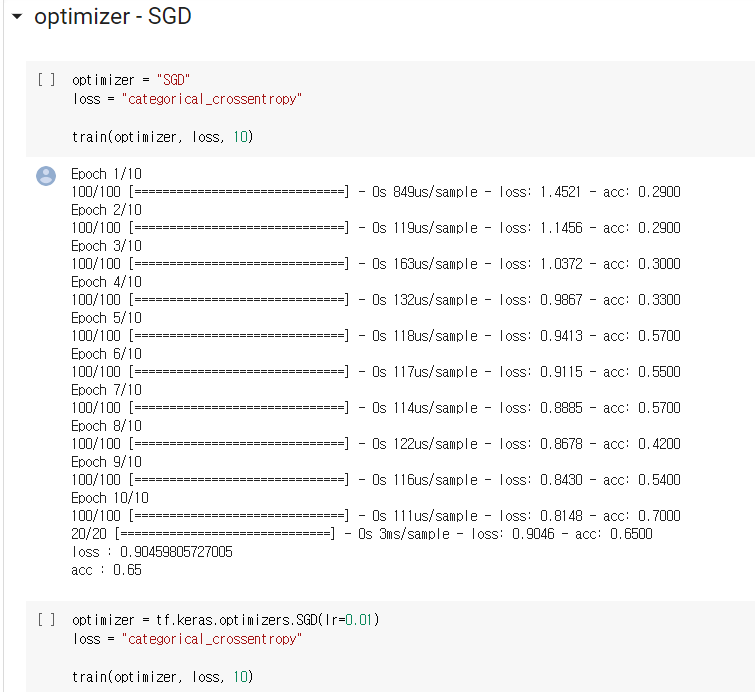 optimizer - SGD
[ ] optimizer = "SGD"
loss = "categorical_crossentropy"
train(optimizer, loss, 10)
Epoch 1/10
100/100 [==============================] - 0s 849us/sample - loss: 1.4521 - acc: 0.2900
Epoch 2/10
100/100 [==============================] - 0s 119us/sample - loss: 1.1456 - acc: 0.2900
Epoch 3/10
100/100 [==============================] - 0s 163us/sample - loss: 1.0372 - acc: 0.3000
Epoch 4/10
100/100 [==============================] - 0s 132us/sample - loss: 0.9867 - acc: 0.3300
Epoch 5/10
100/100 [==============================] - 0s 118us/sample - loss: 0.9413 - acc: 0.5700
Epoch 6/10
100/100 [==============================] - 0s 117us/sample - loss: 0.9115 - acc: 0.5500
Epoch 7/10
100/100 [==============================] - 0s 114us/sample - loss: 0.8885 - acc: 0.5700
Epoch 8/10
100/100 [==============================] - 0s 122us/sample - loss: 0.8678 - acc: 0.4200
Epoch 9/10
100/100 [==============================] - 0s 116us/sample - loss: 0.8430 - acc: 0.5400
Epoch 10/10
100/100 [==============================] - 0s 111us/sample - loss: 0.8148 - acc: 0.7000
20/20 [==============================] - 0s 3ms/sample - loss: 0.9046 - acc: 0.6500
loss : 0.90459805727005
acc : 0.65
[ ] optimizer = tf.keras.optimizers.SGD(lr=0.01)
loss = "categorical_crossentropy"
train(optimizer, loss, 10)